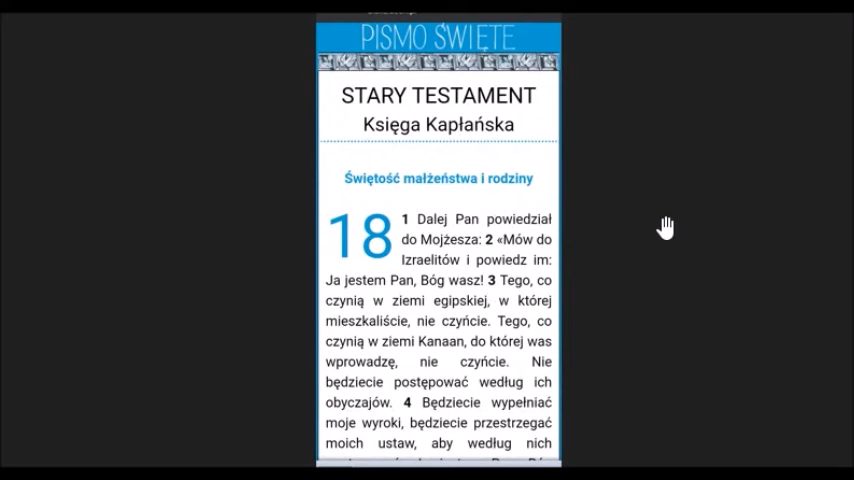 PISMO ŚWIĘTE
STARY TESTAMENT
Księga Kapłańska
Świętość małżeństwa i rodziny
18 1 Dalej Pan powiedział
do Mojżesza: 2 «Mów do
Izraelitów i powiedz im:
Ja jestem Pan, Bóg wasz! 3 Tego, co
czynią w ziemi egipskiej, w której
mieszkaliście, nie czyńcie. Tego, co
czynią w ziemi Kanaan, do której was
wprowadzę, nie czyńcie. Nie
będziecie postępować według ich
obyczajów. 4 Będziecie wypełniać
moje wyroki, będziecie przestrzegać
moich ustaw, aby według nich